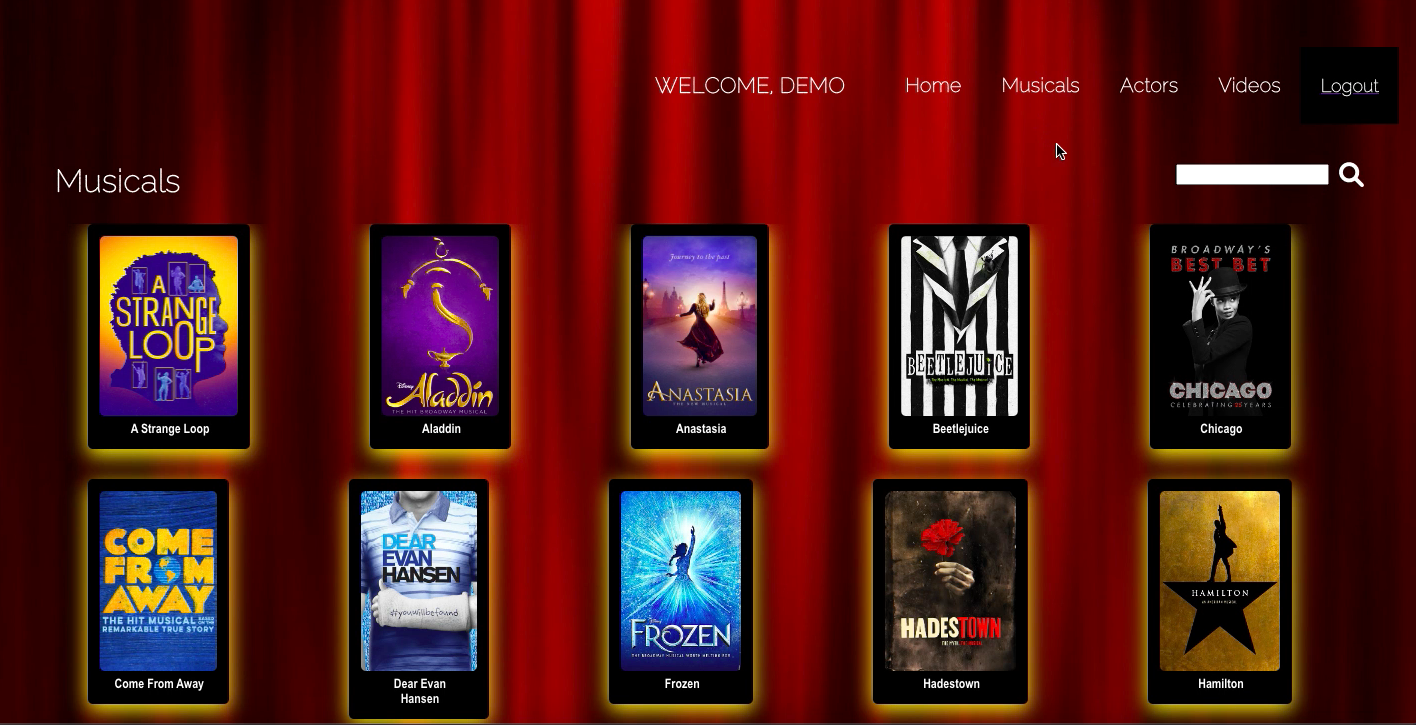 WELCOME, DEMO
Home
Musicals
Actors
Videos
Logout
Musicals
A
STRANGE
LOOP
A Strange Loop
Disney
Aladdin
THE HIT BROADWAY MUSICAL
Aladdin
Journey to the past
ANASTASIA
THE NEW MUSICAL
Anastasia
BEETLEJUICE
Beetlejuice
BROADWAY'S
BEST BET
CHICAGO
CELEBRATING 25 YEARS
Chicago
COME
FROM
AWAY
THE HIT MUSICAL BASED ON THE
REMARKABLE TRUE STORY
Come From Away
DEAR
EVAN
HANSEN
#youwillbefound
Dear Evan
Hansen
Disney
FROZEN
Frozen
HADESTOWN
Hadestown
HAMILTON
AN AMERICAN MUSICAL
Hamilton